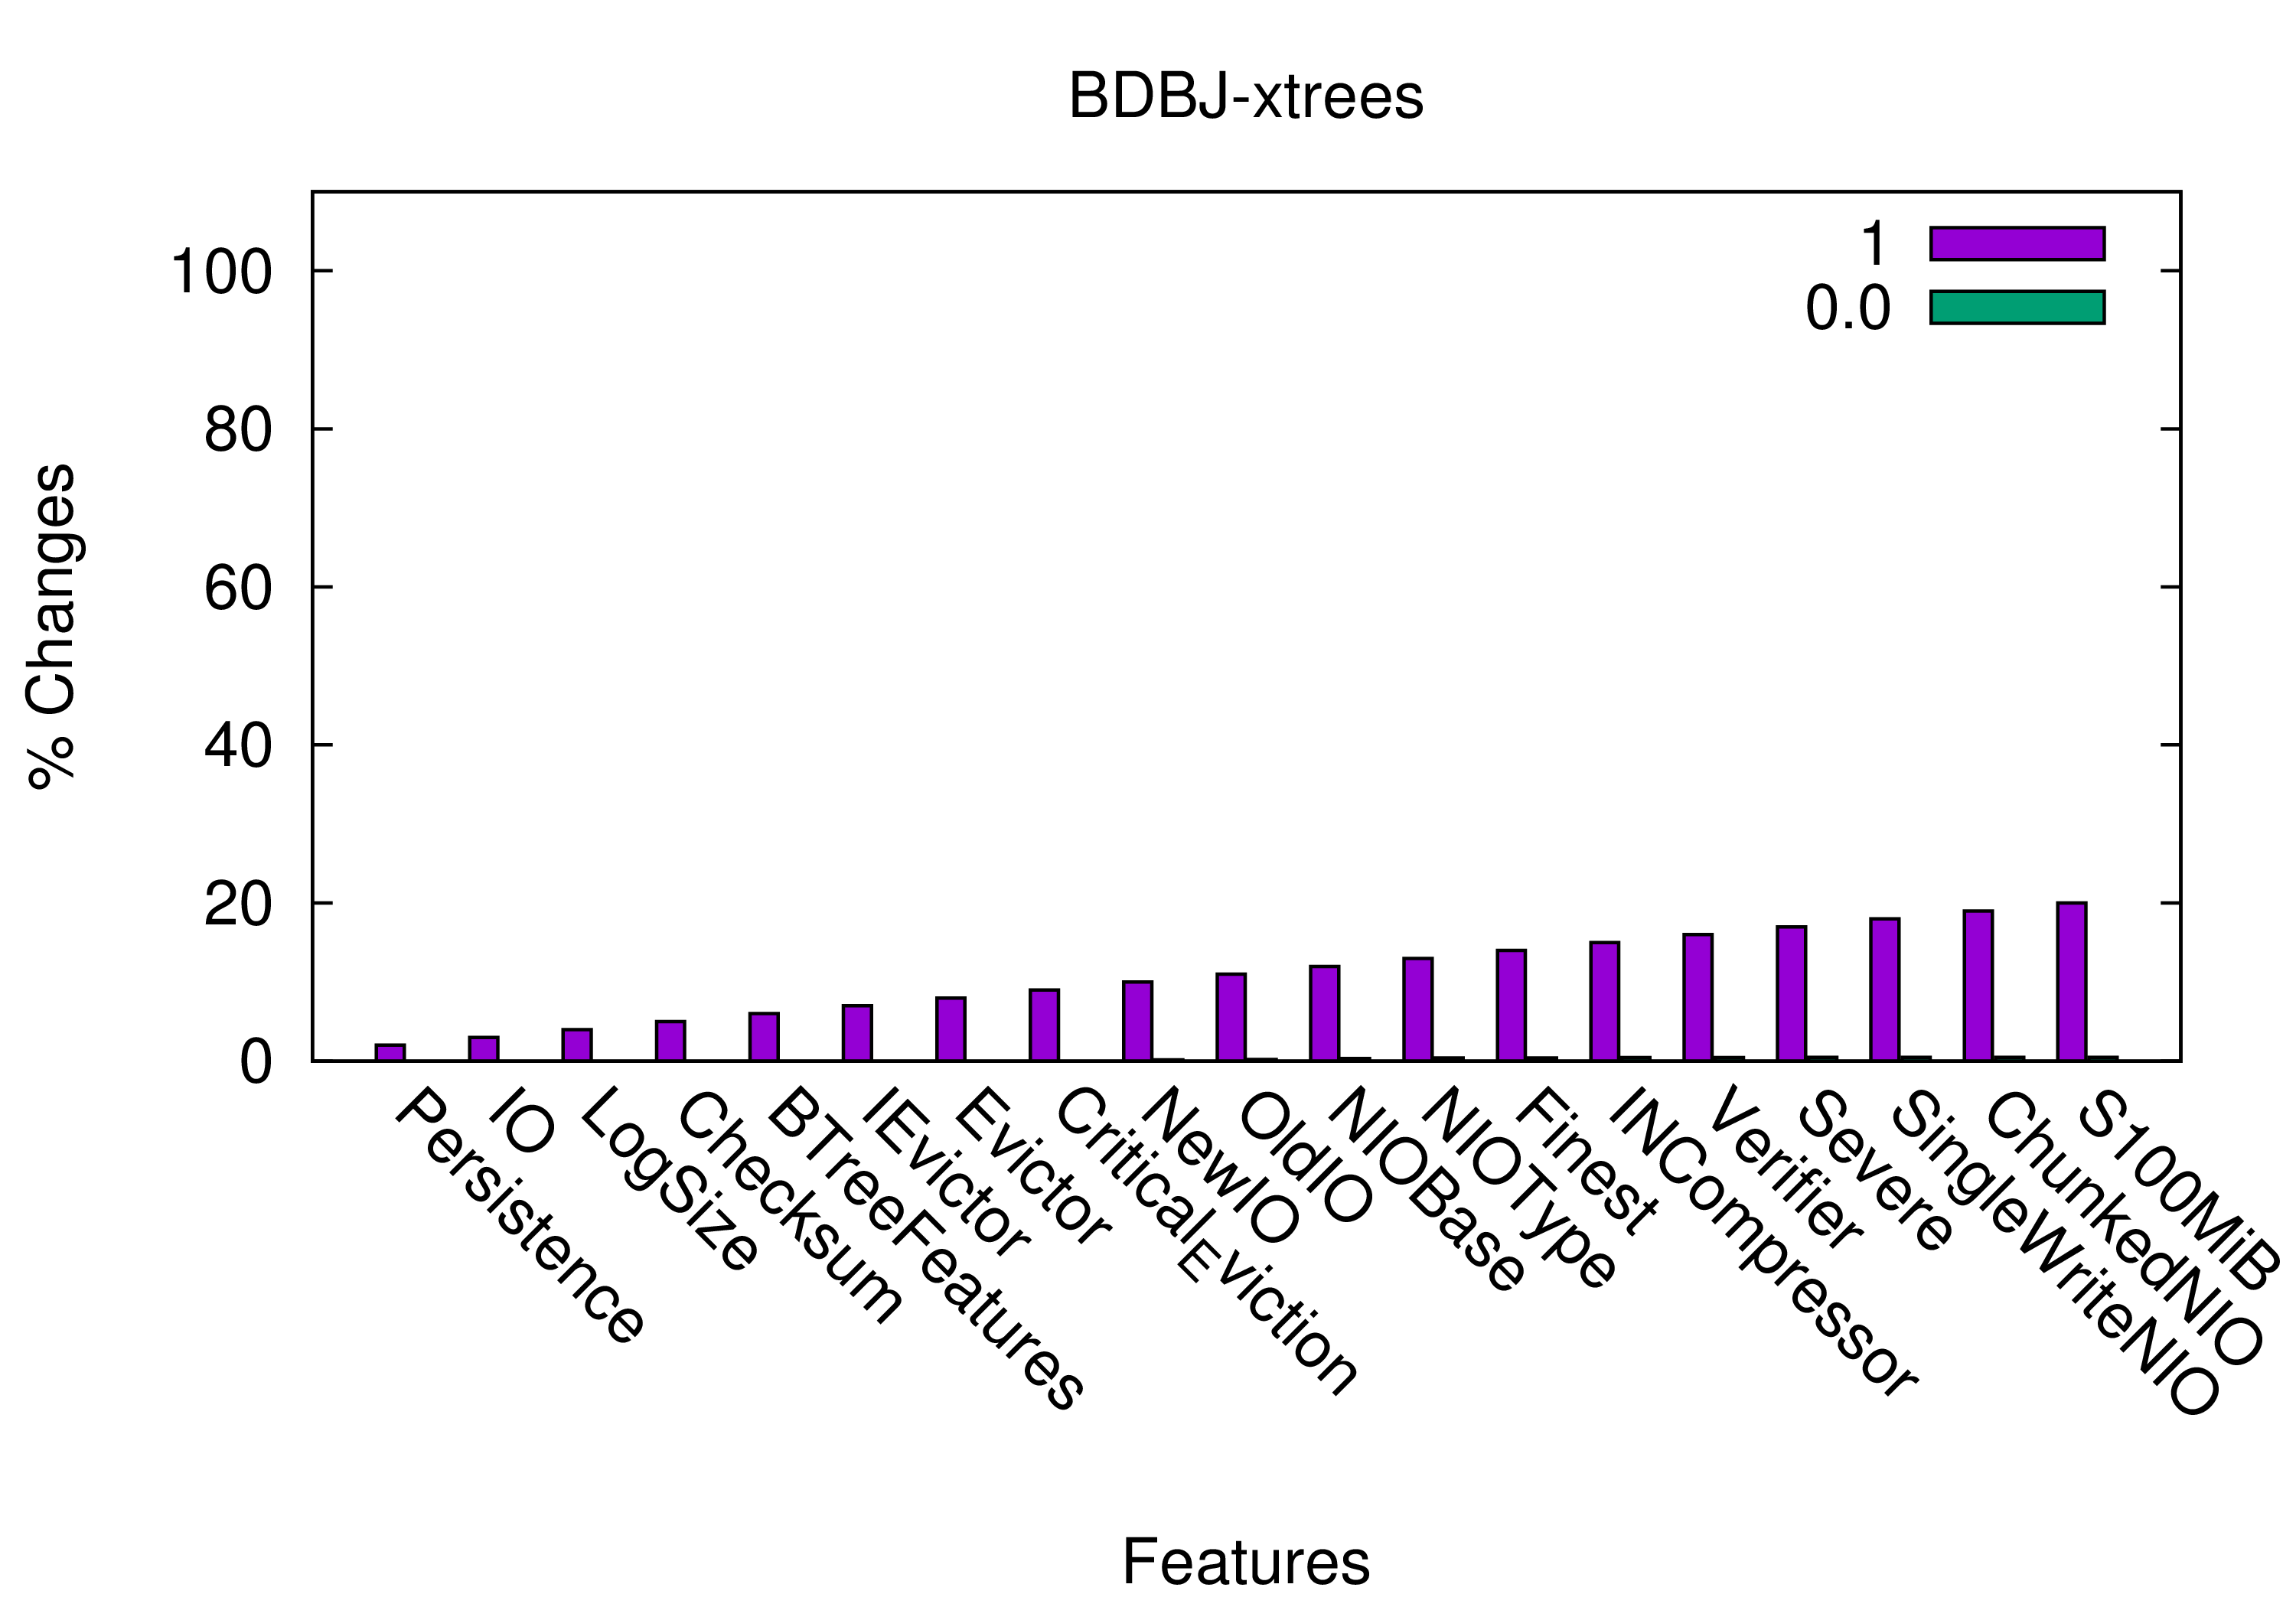 BDBJ-xtrees
1
0.0
% Changes
100
80
60
40
20
0
Persistence
IO
LogSize
Checksum
BTreeFeatures
IEvictor
Evictor
CriticalEviction
NewIO
OldIO
NIOBase
NIOType
Finest
INCompressor
Verifier
Severe
SingleWriteNIO
ChunkedNIO
S100MiB
Features